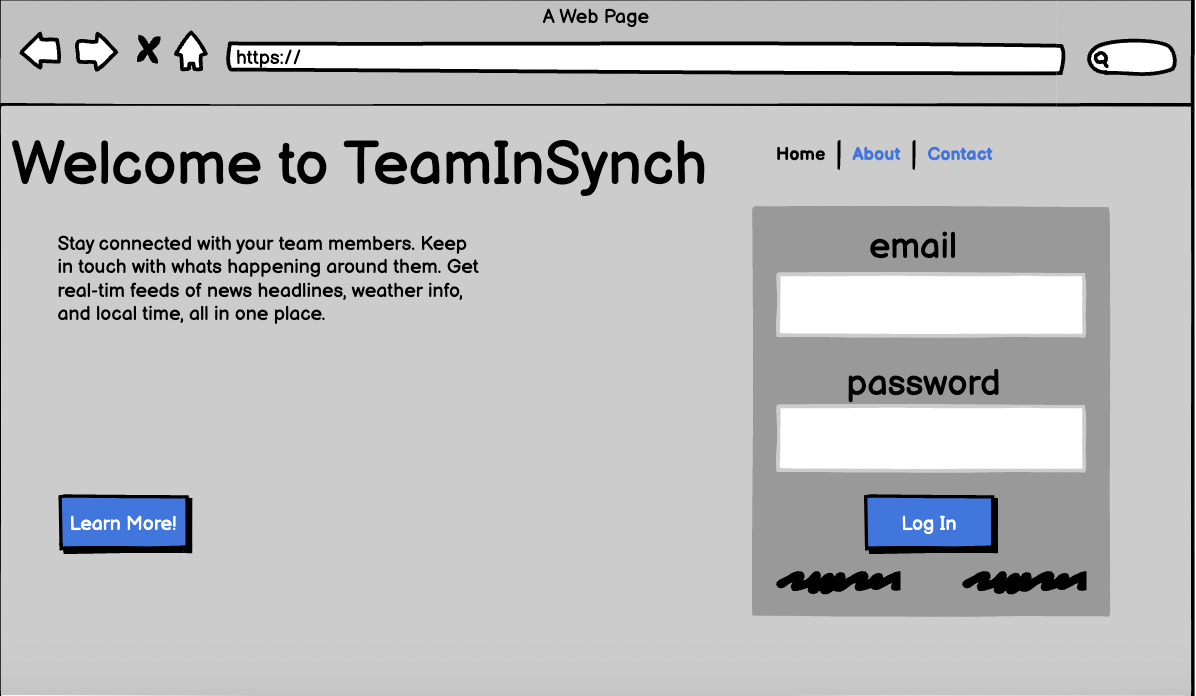 A Web Page
https://
Welcome to TeamInSynch
Home | About | Contact
Stay connected with your team members. Keep
in touch with whats happening around them. Get
real-tim feeds of news headlines, weather info,
and local time, all in one place.
Learn More!
email
password
Log In